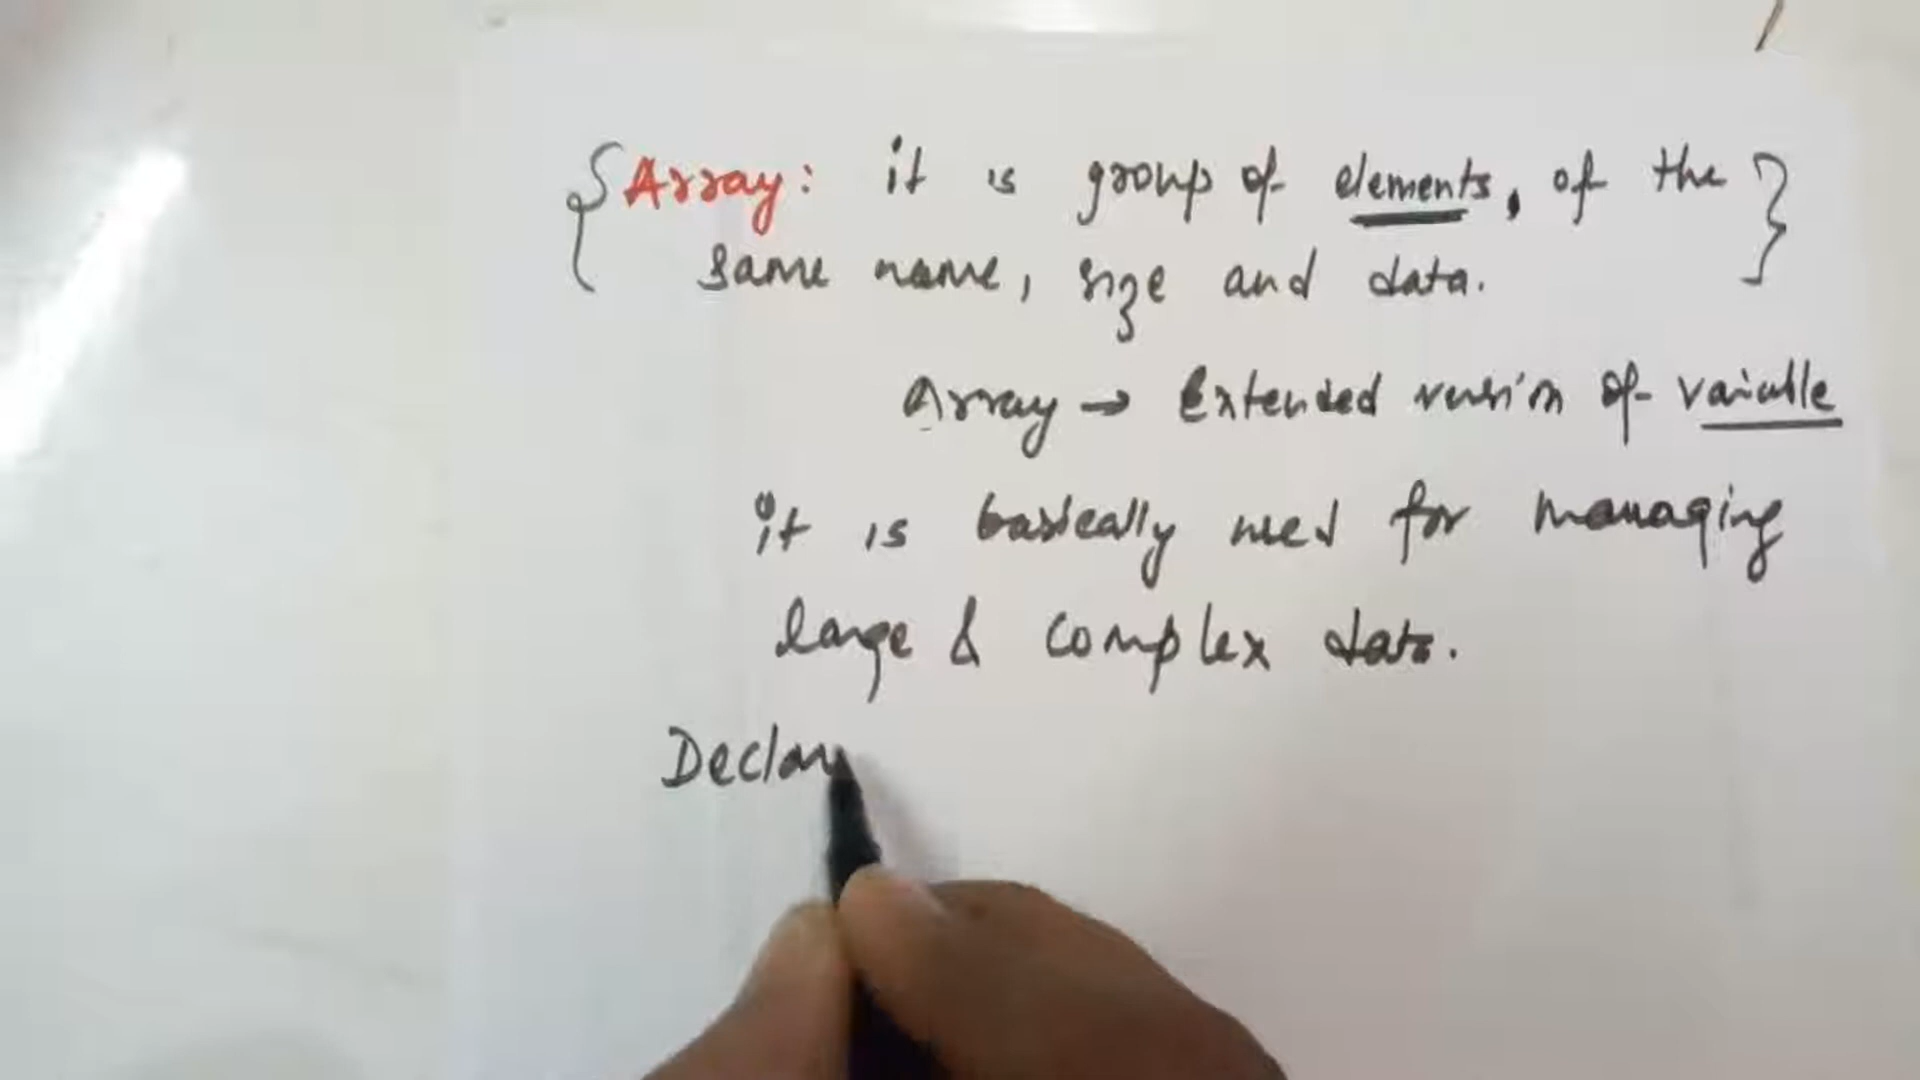 { Array: it is group of elements, of the }
same name, size and data.
Array → Extended version of variable
it is basically used for managing
large & complex data.
Declar